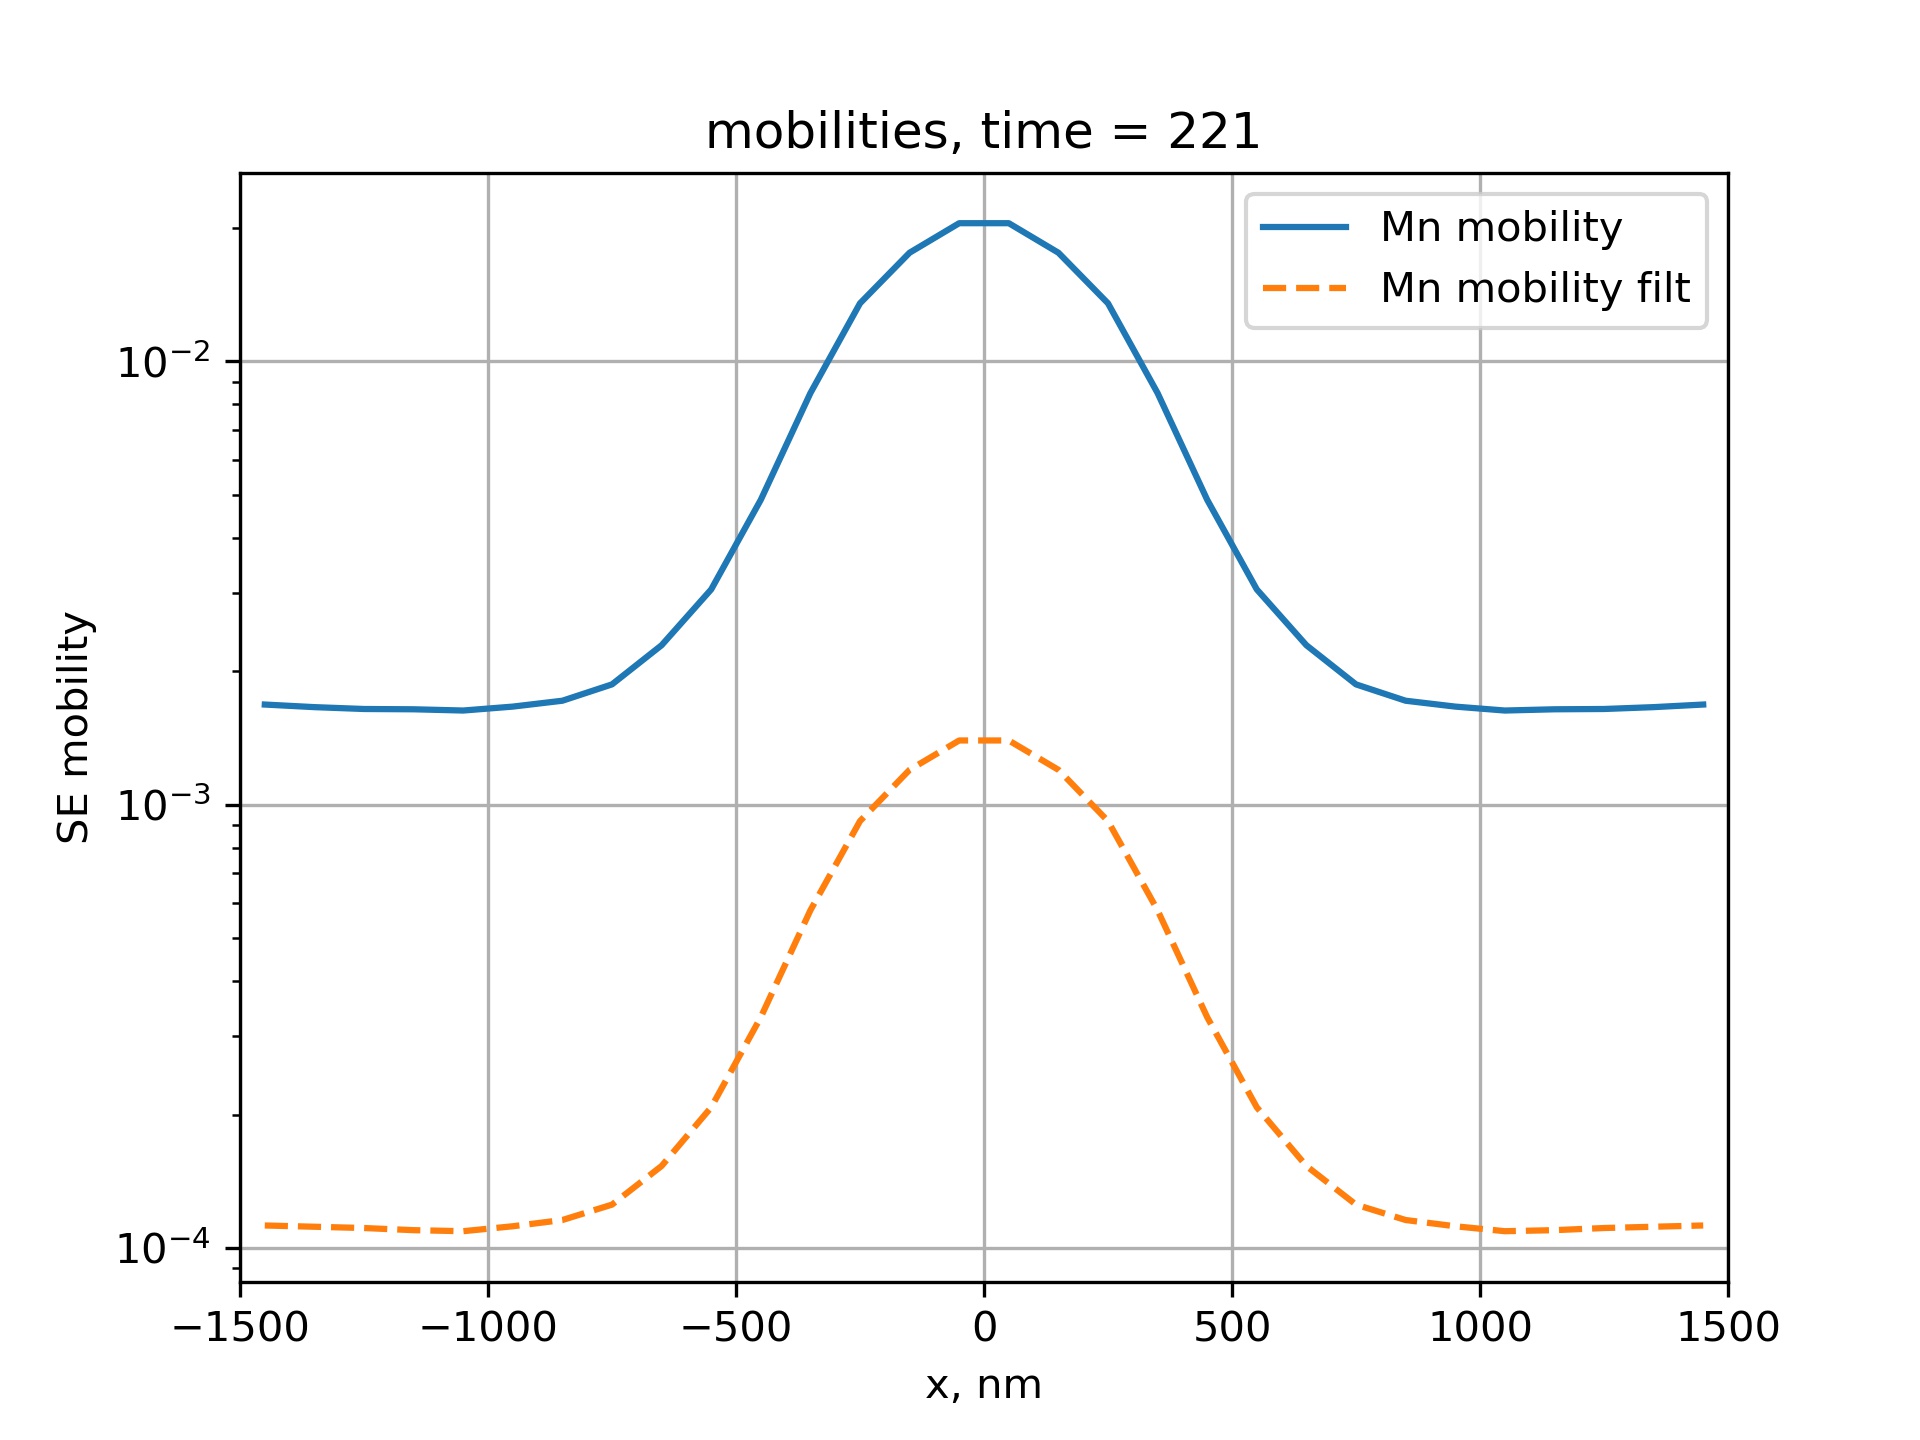 mobilities, time = 221
Mn mobility
Mn mobility filt
SE mobility
10⁻²
10⁻³
10⁻⁴
−1500 −1000 −500 0 500 1000 1500
x, nm